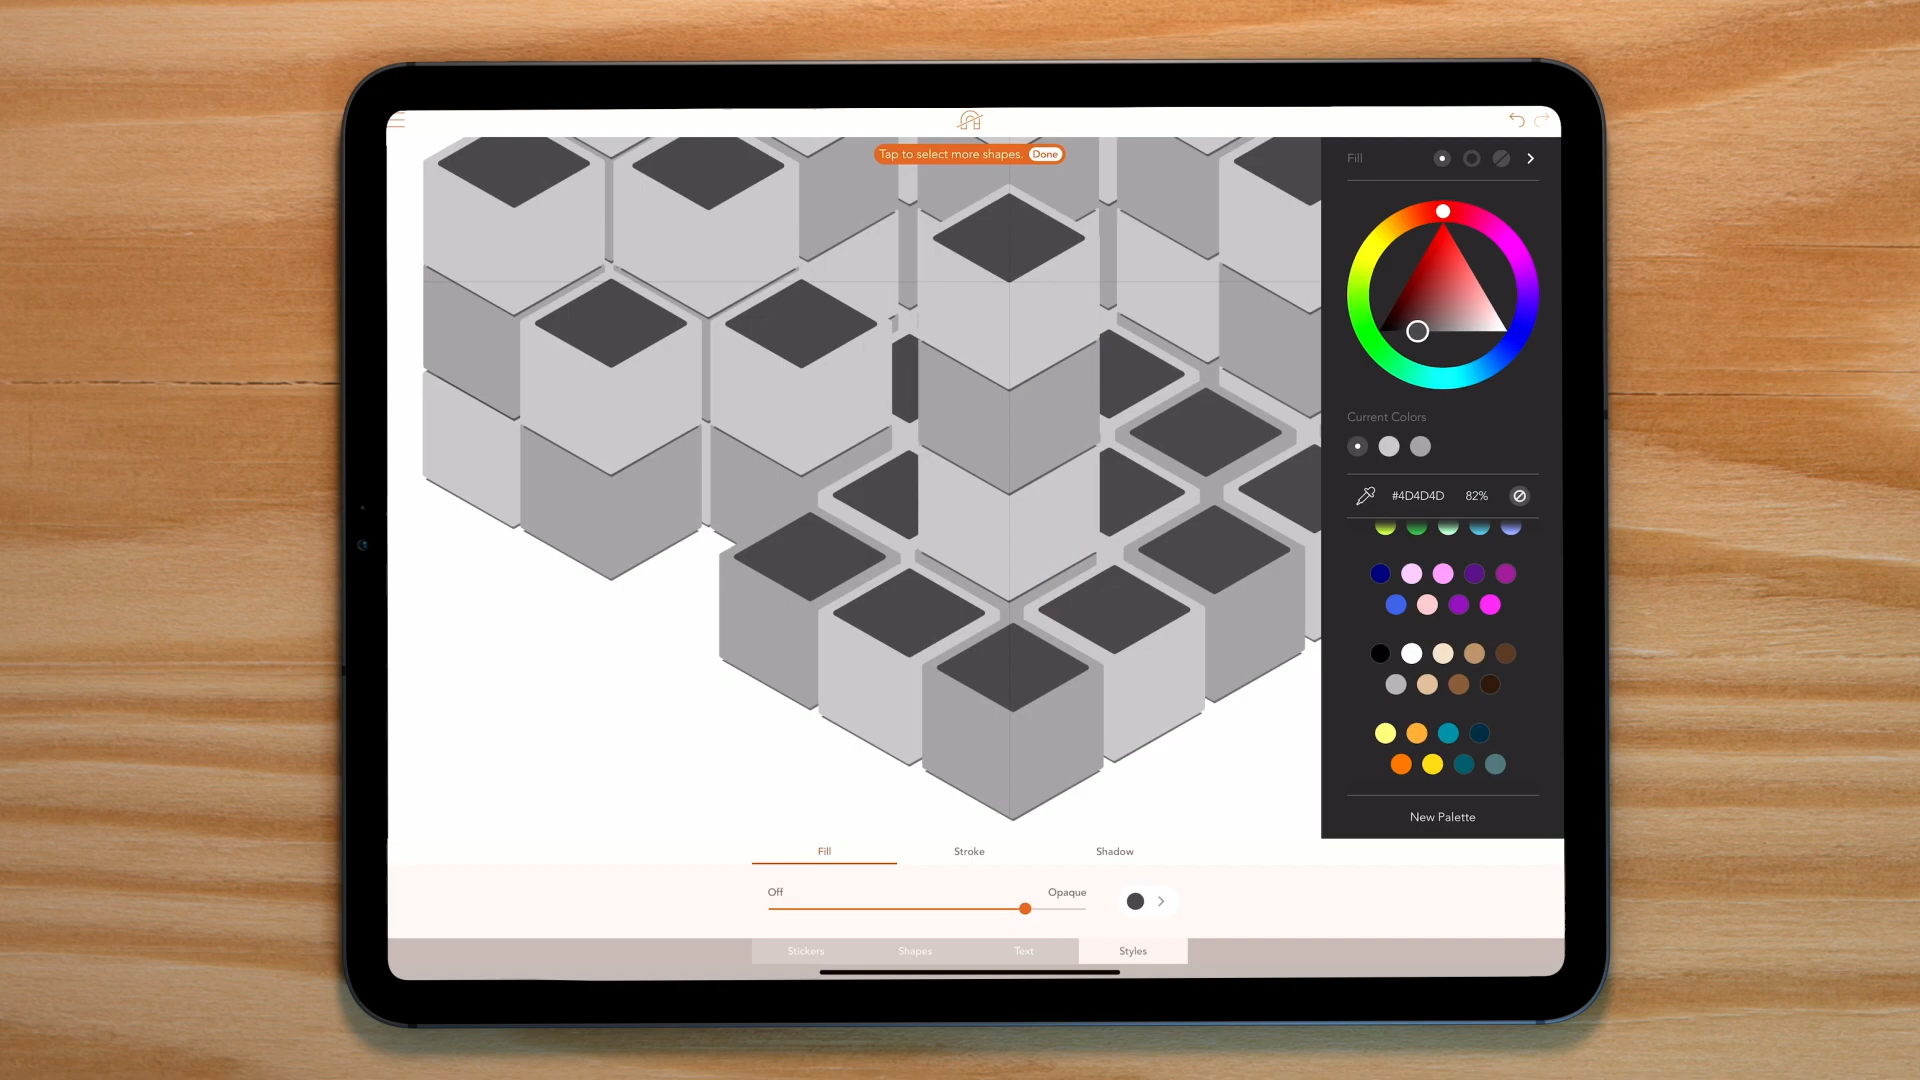 Tap to select more shapes. Done
Fill
Current Colors
#4D4D4D 82%
New Palette
Fill Stroke Shadow
Off Opaque
Stickers Shapes Text Styles